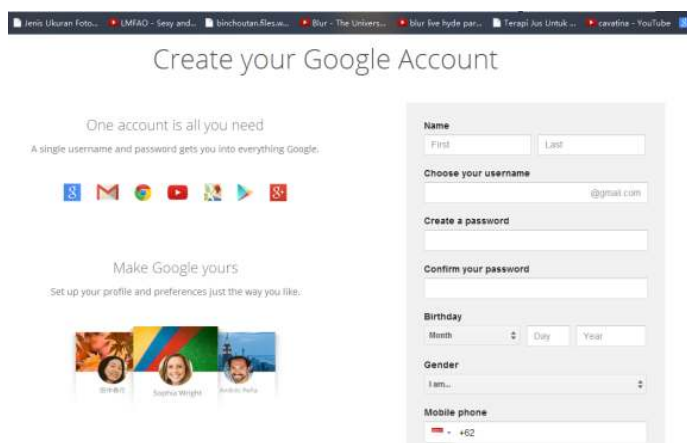 Jenis Ukuran Foto... LMFAO - Sexy and... binchoutan.files.w... Blur - The Univers... blur live hyde par... Terapi Jus Untuk ... cavatina - YouTube
Create your Google Account
One account is all you need
A single username and password gets you into everything Google.
Make Google yours
Set up your profile and preferences just the way you like.
Sophia Wright
Andrés Peña
Name
First Last
Choose your username
@gmail.com
Create a password
Confirm your password
Birthday
Month Day Year
Gender
I am...
Mobile phone
+62